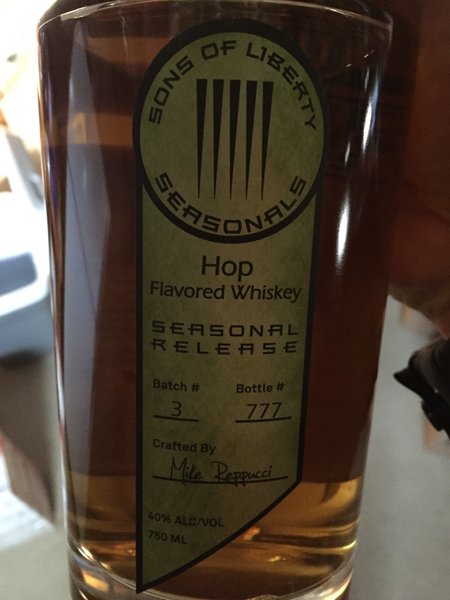 SONS OF LIBERTY
SEASONALS
Hop
Flavored Whiskey
SEASONAL
RELEASE
Batch # Bottle #
3 777
Crafted By
Mike Reppucci
40% ALC/VOL
750 ML